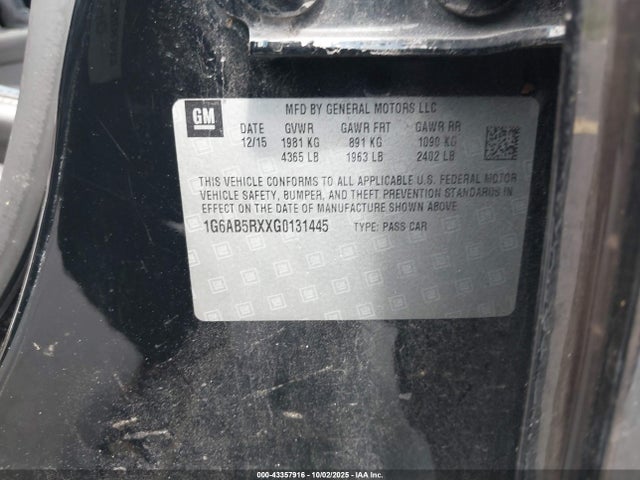 GM
MFD BY GENERAL MOTORS LLC
DATE GVWR GAWR FRT GAWR RR
12/15 1981 KG 891 KG 1090 KG
4365 LB 1963 LB 2402 LB
THIS VEHICLE CONFORMS TO ALL APPLICABLE U.S. FEDERAL MOTOR
VEHICLE SAFETY, BUMPER, AND THEFT PREVENTION STANDARDS IN
EFFECT ON THE DATE OF MANUFACTURE SHOWN ABOVE
1G6AB5RXXG0131445 TYPE: PASS CAR
000-43357916 - 10/02/2025 - IAAI